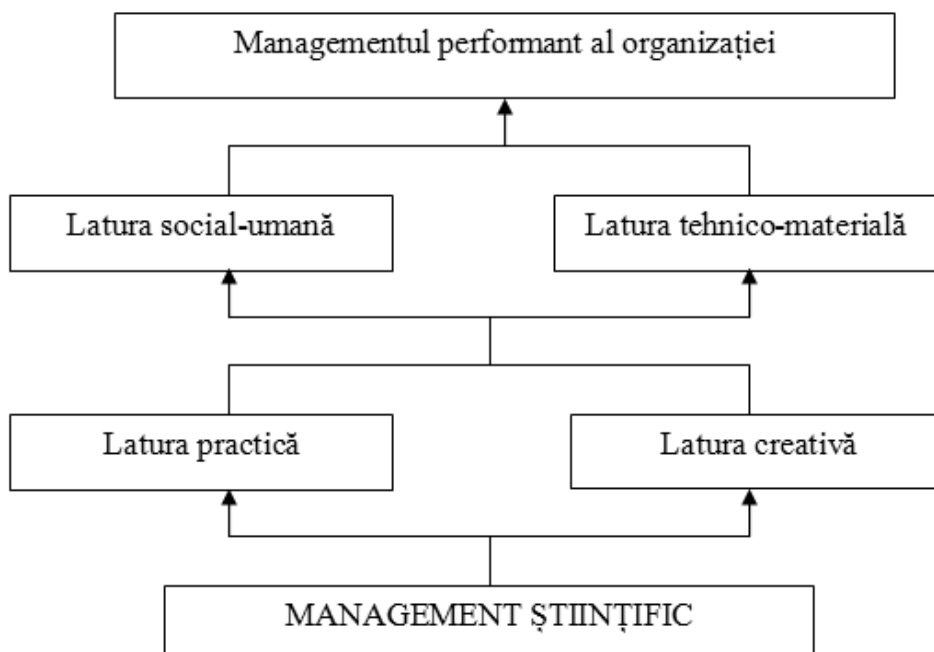 Managementul performant al organizației
Latura social-umană
Latura tehnico-materială
Latura practică
Latura creativă
MANAGEMENT ȘTIINȚIFIC